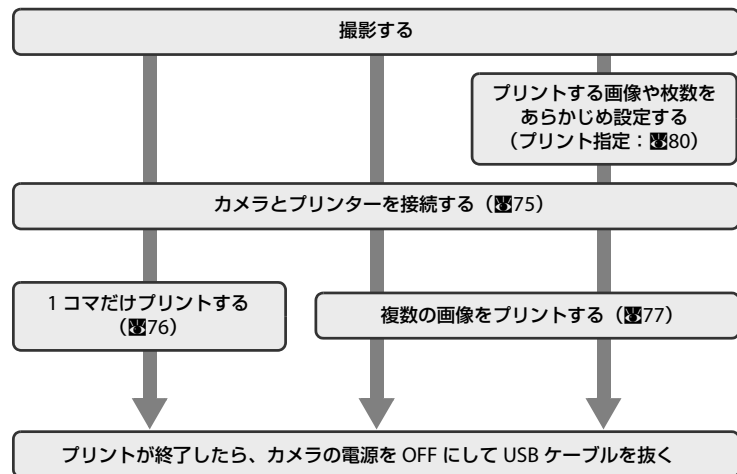 撮影する
プリントする画像や枚数を
あらかじめ設定する
（プリント指定：80）
カメラとプリンターを接続する（75）
1 コマだけプリントする
（76）
複数の画像をプリントする（77）
プリントが終了したら、カメラの電源を OFF にして USB ケーブルを抜く